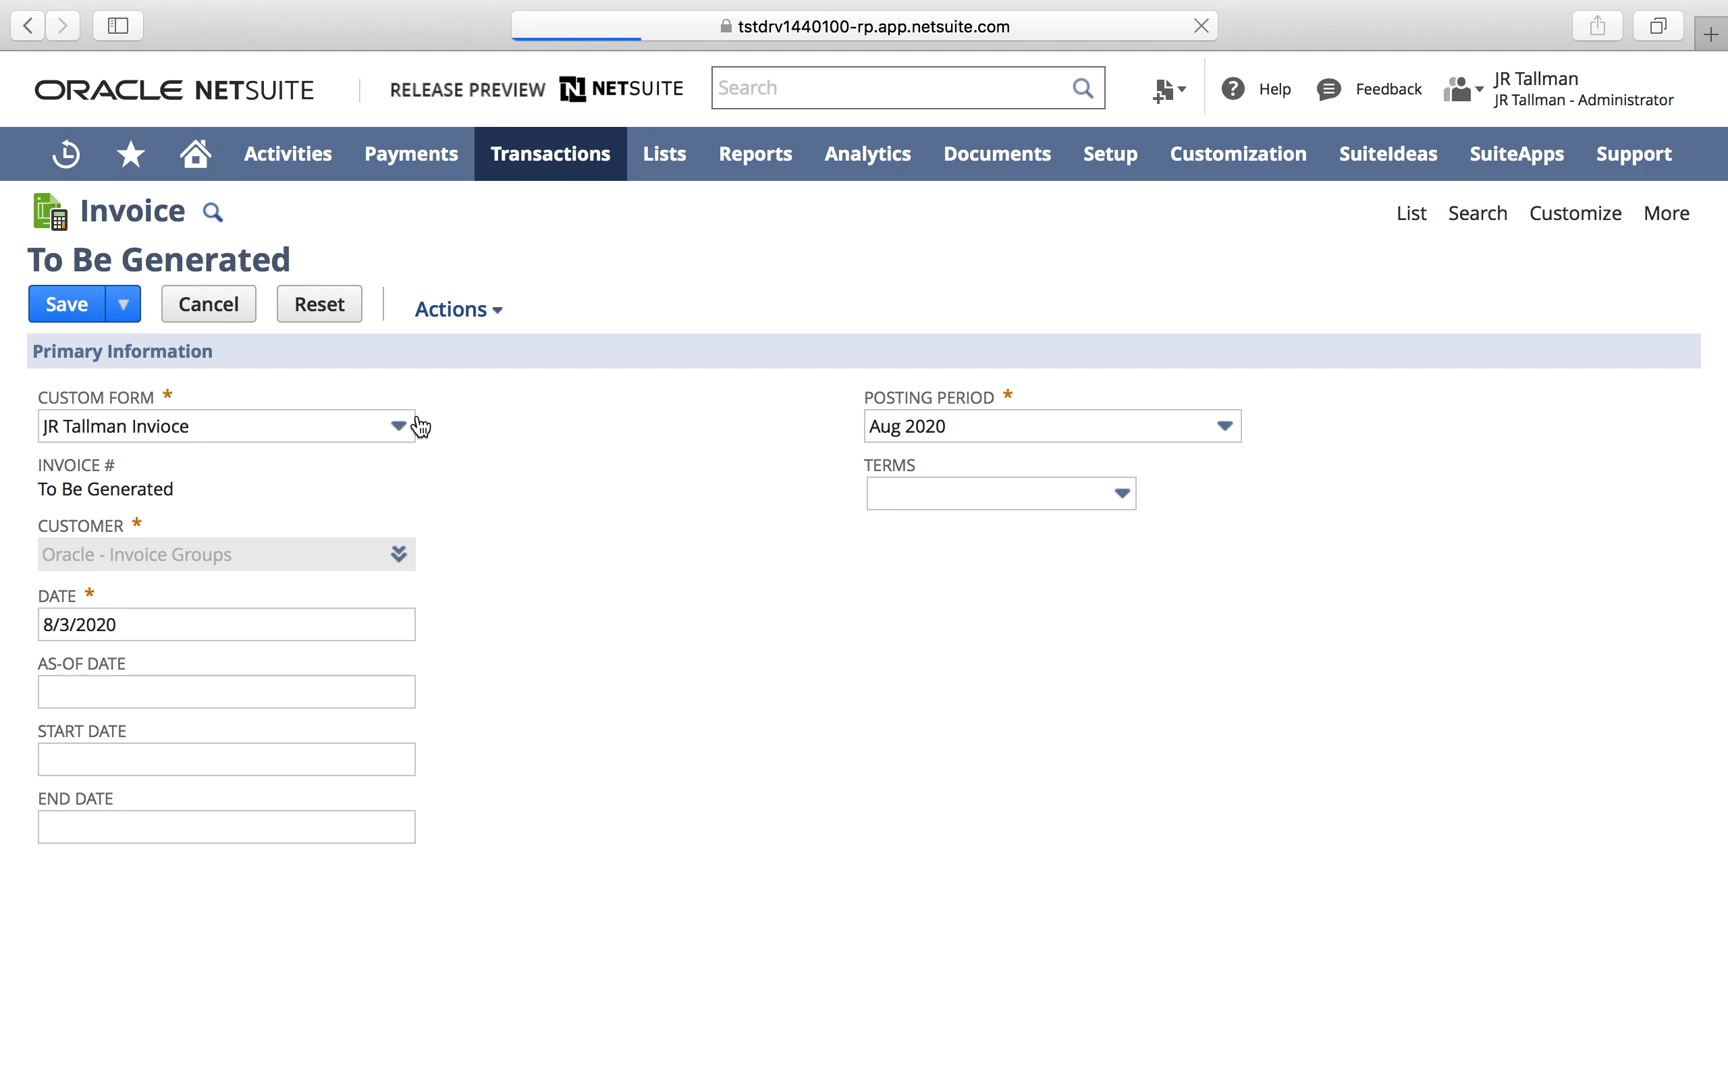 tstdrv1440100-rp.app.netsuite.com
ORACLE NETSUITE
RELEASE PREVIEW N NETSUITE
Search
Help
Feedback
JR Tallman
JR Tallman - Administrator
Activities Payments Transactions Lists Reports Analytics Documents Setup Customization SuiteIdeas SuiteApps Support
Invoice
List Search Customize More
To Be Generated
Save Cancel Reset Actions
Primary Information
CUSTOM FORM *
JR Tallman Invioce
INVOICE #
To Be Generated
CUSTOMER *
Oracle - Invoice Groups
DATE *
8/3/2020
AS-OF DATE
START DATE
END DATE
POSTING PERIOD *
Aug 2020
TERMS